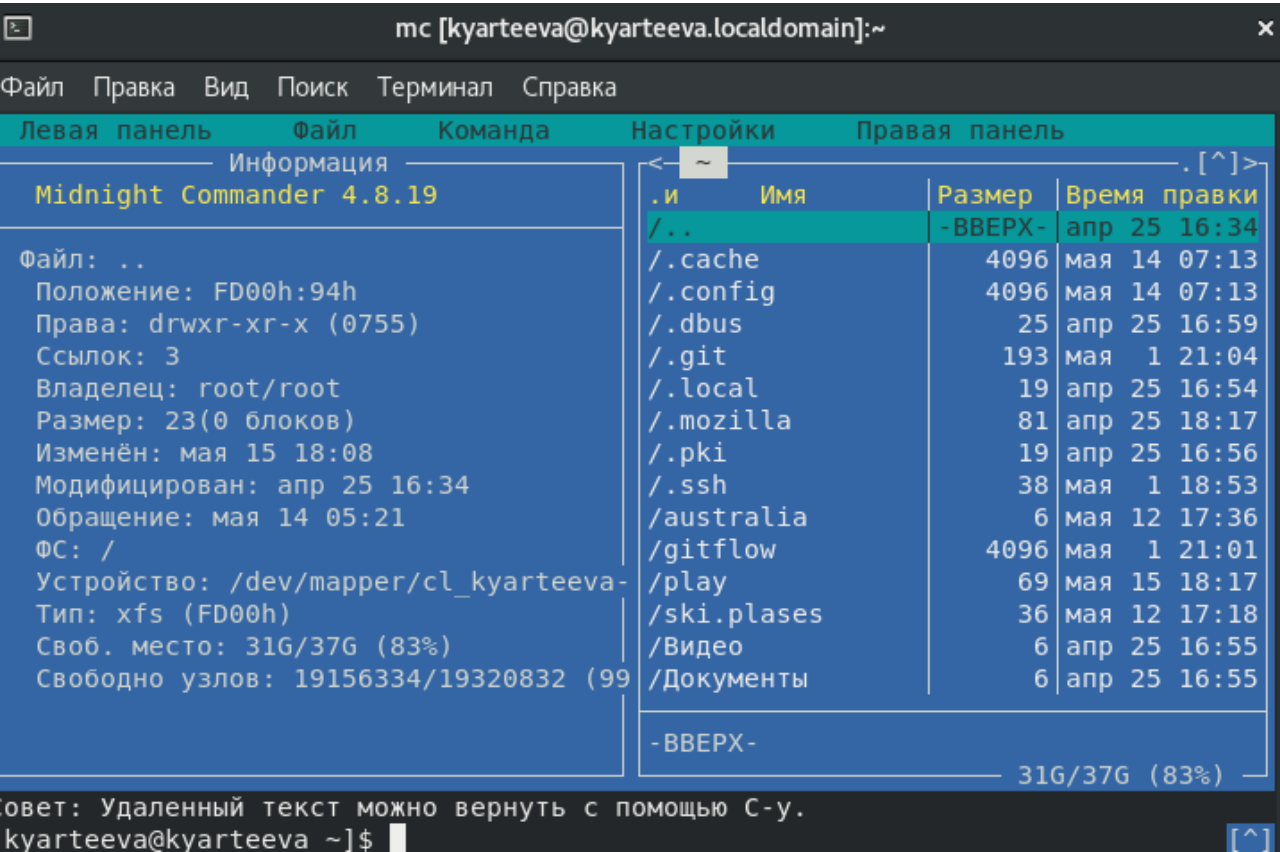 mc [kyarteeva@kyarteeva.localdomain]:~
Файл Правка Вид Поиск Терминал Справка
Левая панель Файл Команда Настройки Правая панель
Информация
Midnight Commander 4.8.19
Файл: ..
Положение: FD00h:94h
Права: drwxr-xr-x (0755)
Ссылок: 3
Владелец: root/root
Размер: 23(0 блоков)
Изменён: мая 15 18:08
Модифицирован: апр 25 16:34
Обращение: мая 14 05:21
ФС: /
Устройство: /dev/mapper/cl_kyarteeva-
Тип: xfs (FD00h)
Своб. место: 31G/37G (83%)
Свободно узлов: 19156334/19320832 (99
<- ~ .[^]>
.и Имя Размер Время правки
/.. -ВВЕРХ- апр 25 16:34
/.cache 4096 мая 14 07:13
/.config 4096 мая 14 07:13
/.dbus 25 апр 25 16:59
/.git 193 мая 1 21:04
/.local 19 апр 25 16:54
/.mozilla 81 апр 25 18:17
/.pki 19 апр 25 16:56
/.ssh 38 мая 1 18:53
/australia 6 мая 12 17:36
/gitflow 4096 мая 1 21:01
/play 69 мая 15 18:17
/ski.plases 36 мая 12 17:18
/Видео 6 апр 25 16:55
/Документы 6 апр 25 16:55
-ВВЕРХ-
31G/37G (83%)
Совет: Удаленный текст можно вернуть с помощью C-y.
kyarteeva@kyarteeva ~]$
[^]